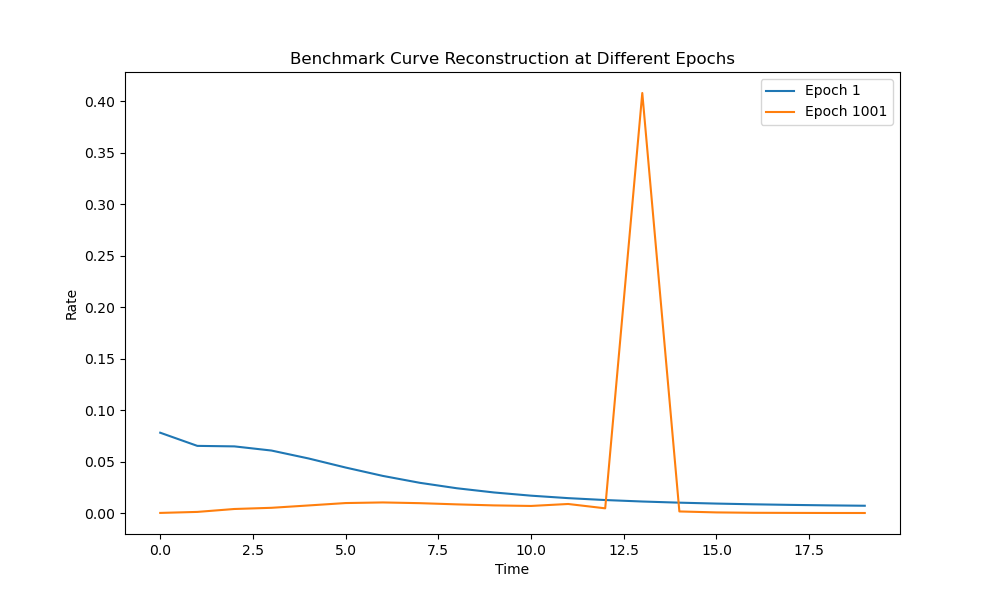 Benchmark Curve Reconstruction at Different Epochs
Epoch 1
Epoch 1001
0.40
0.35
0.30
0.25
0.20
0.15
0.10
0.05
0.00
Rate
0.0 2.5 5.0 7.5 10.0 12.5 15.0 17.5
Time